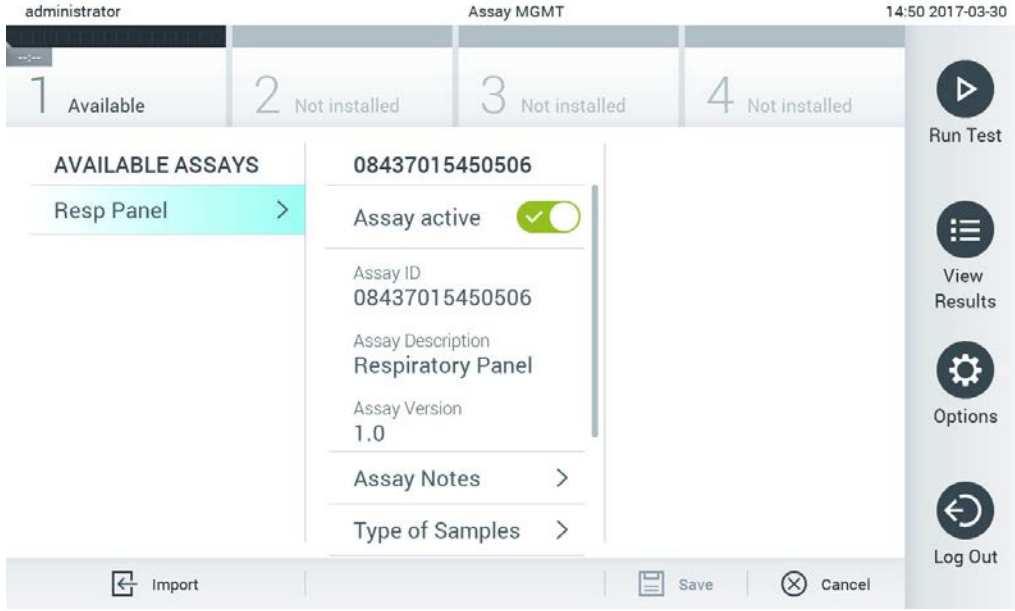 administrator
Assay MGMT
14:50 2017-03-30
--:--
1 Available
2 Not installed
3 Not installed
4 Not installed
AVAILABLE ASSAYS
Resp Panel
08437015450506
Assay active
Assay ID
08437015450506
Assay Description
Respiratory Panel
Assay Version
1.0
Assay Notes
Type of Samples
Run Test
View
Results
Options
Log Out
Import
Save
Cancel